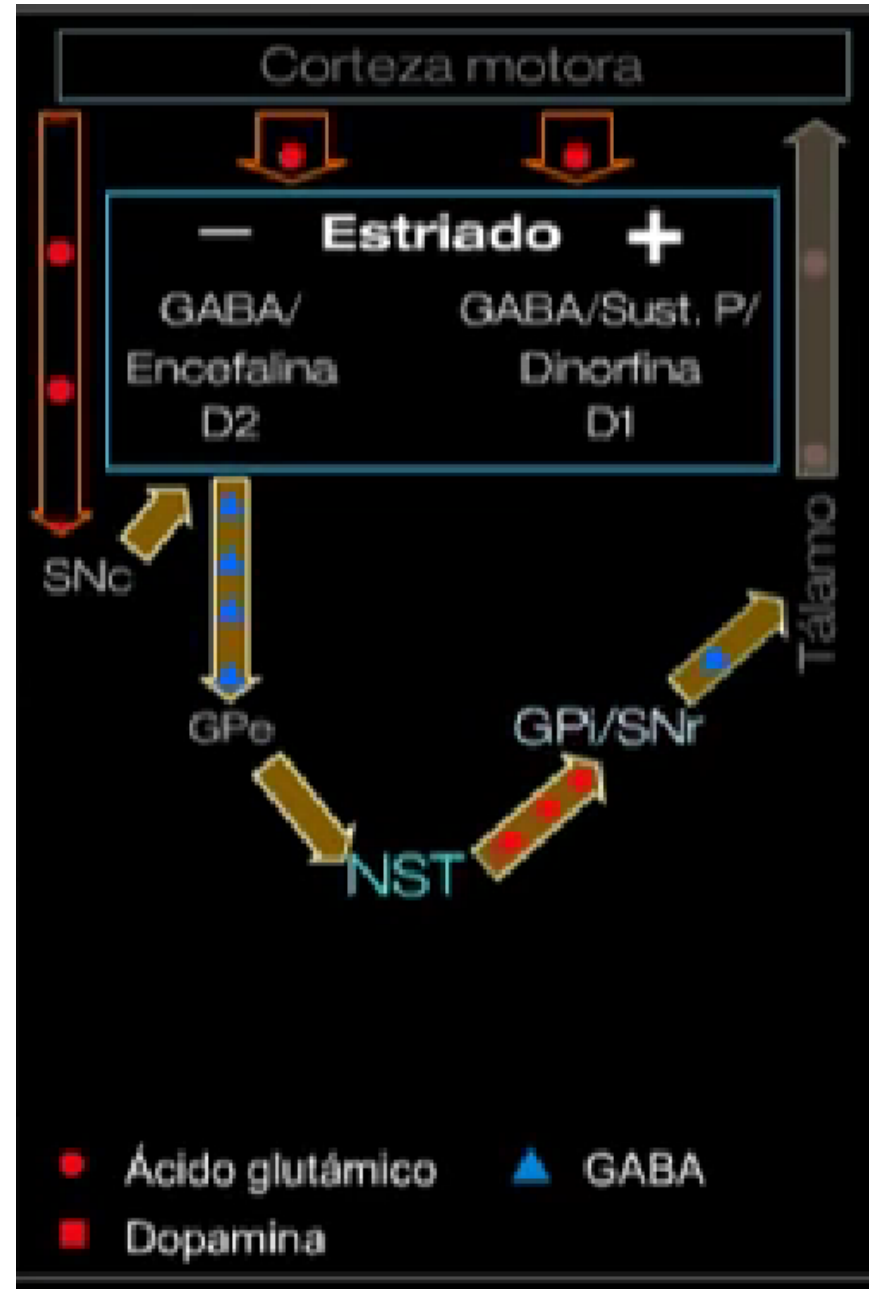 Corteza motora
— Estriado +
GABA/
Encefalina
D2
GABA/Sust. P/
Dinorfina
D1
SNc
Tálamo
GPe
GPi/SNr
NST
Ácido glutámico
GABA
Dopamina